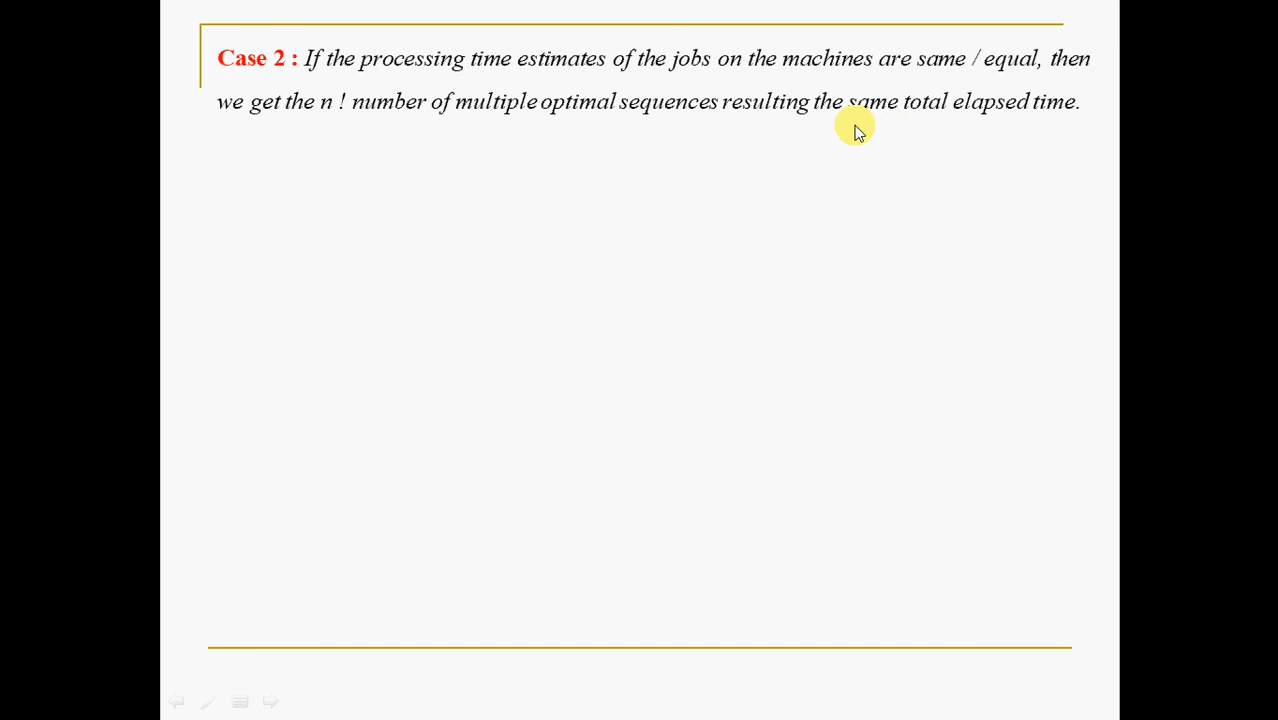 Case 2 : If the processing time estimates of the jobs on the machines are same / equal, then
we get the n ! number of multiple optimal sequences resulting the same total elapsed time.